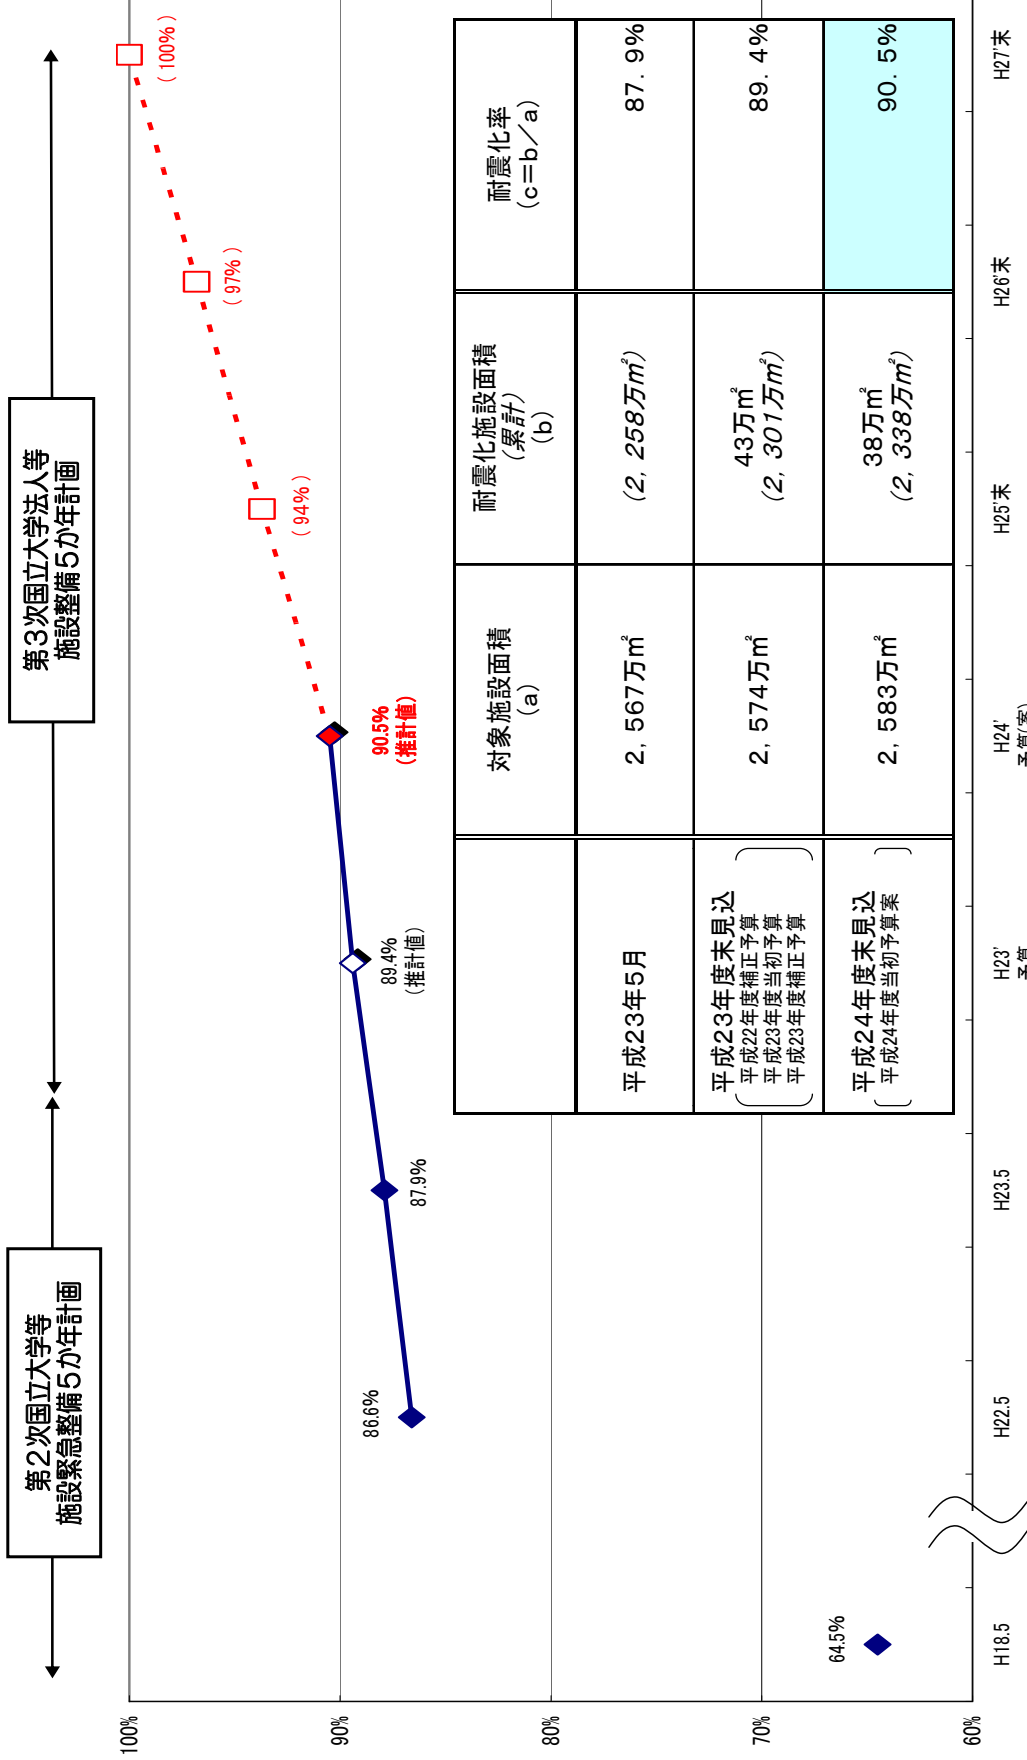 第2次国立大学等
施設緊急整備5か年計画
第3次国立大学法人等
施設整備5か年計画
100%
90%
80%
70%
60%
64.5%
86.6%
87.9%
89.4%
(推計値)
90.5%
(推計値)
( 94% )
( 97% )
( 100% )
対象施設面積
(a)
耐震化施設面積
(累計)
(b)
耐震化率
(c=b/a)
平成23年5月
2, 567万㎡
(2, 258万㎡)
87. 9%
平成23年度末見込
平成22年度補正予算
平成23年度当初予算
平成23年度補正予算
2, 574万㎡
43万㎡
(2, 301万㎡)
89. 4%
平成24年度末見込
平成24年度当初予算案
2, 583万㎡
38万㎡
(2, 338万㎡)
90. 5%
H18.5
H22.5
H23.5
H23'
予算
H24'
予算(案)
H25'末
H26'末
H27'末